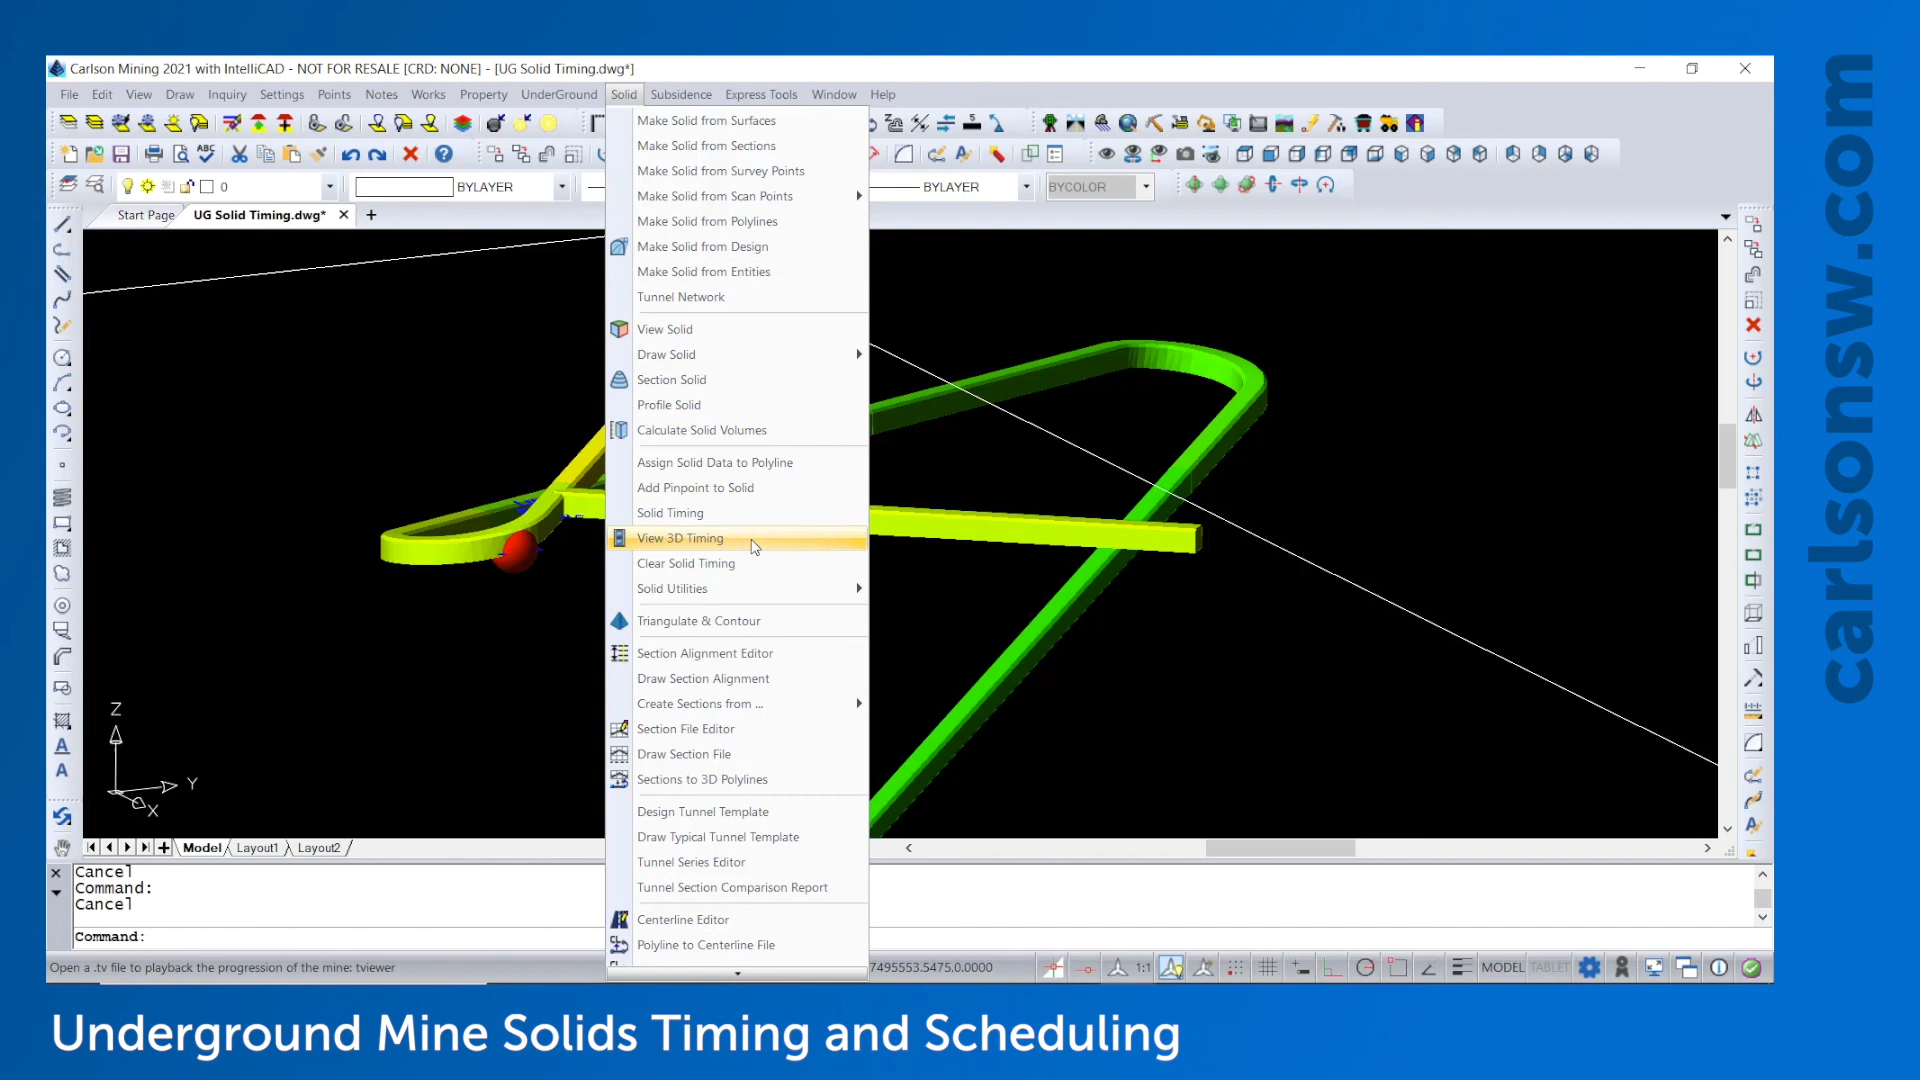 Carlson Mining 2021 with IntelliCAD - NOT FOR RESALE [CRD: NONE] - [UG Solid Timing.dwg*]
File Edit View Draw Inquiry Settings Points Notes Works Property UnderGround Solid Subsidence Express Tools Window Help
0 BYLAYER BYLAYER BYCOLOR
Start Page UG Solid Timing.dwg*
Make Solid from Surfaces
Make Solid from Sections
Make Solid from Survey Points
Make Solid from Scan Points
Make Solid from Polylines
Make Solid from Design
Make Solid from Entities
Tunnel Network
View Solid
Draw Solid
Section Solid
Profile Solid
Calculate Solid Volumes
Assign Solid Data to Polyline
Add Pinpoint to Solid
Solid Timing
View 3D Timing
Clear Solid Timing
Solid Utilities
Triangulate & Contour
Section Alignment Editor
Draw Section Alignment
Create Sections from ...
Section File Editor
Draw Section File
Sections to 3D Polylines
Design Tunnel Template
Draw Typical Tunnel Template
Tunnel Series Editor
Tunnel Section Comparison Report
Centerline Editor
Polyline to Centerline File
Z
Y
X
Model Layout1 Layout2
Cancel
Command:
Cancel
Command:
Open a .tv file to playback the progression of the mine: tviewer
7495553.5475,0.0000 1:1 MODEL TABLET
Underground Mine Solids Timing and Scheduling
carlsonsw.com